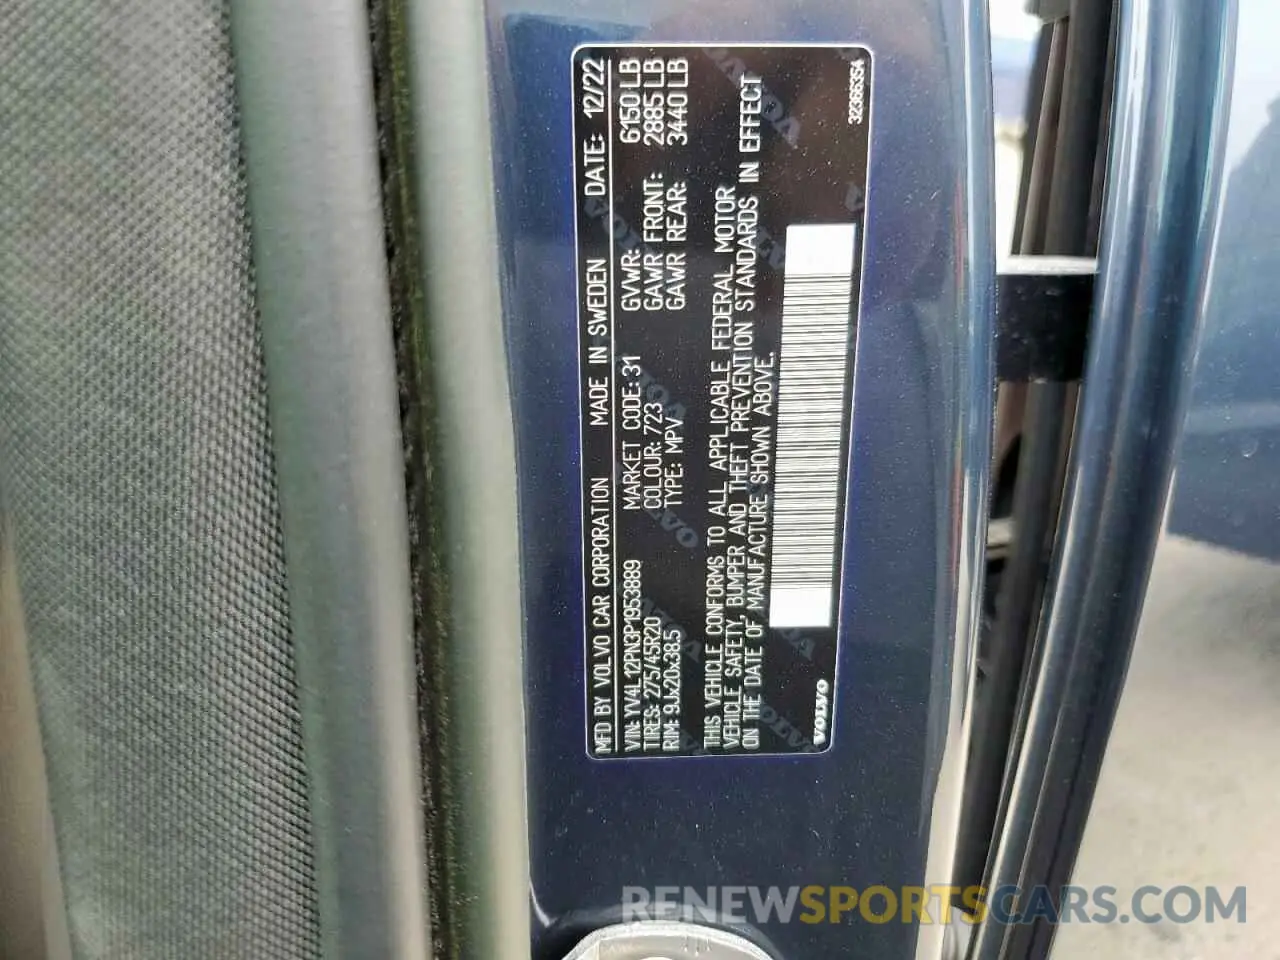 MFD BY VOLVO CAR CORPORATION MADE IN SWEDEN DATE: 12/22
VIN: YV4L12PN3P1953889 MARKET CODE: 31 GVWR: 6150 LB
TIRES: 275/45R20 COLOUR: 723 GAWR FRONT: 2885 LB
RIM: 9Jx20x38.5 TYPE: MPV GAWR REAR: 3440 LB
THIS VEHICLE CONFORMS TO ALL APPLICABLE FEDERAL MOTOR
VEHICLE SAFETY, BUMPER AND THEFT PREVENTION STANDARDS IN EFFECT
ON THE DATE OF MANUFACTURE SHOWN ABOVE.
VOLVO
32366354
RENEWSPORTSCARS.COM